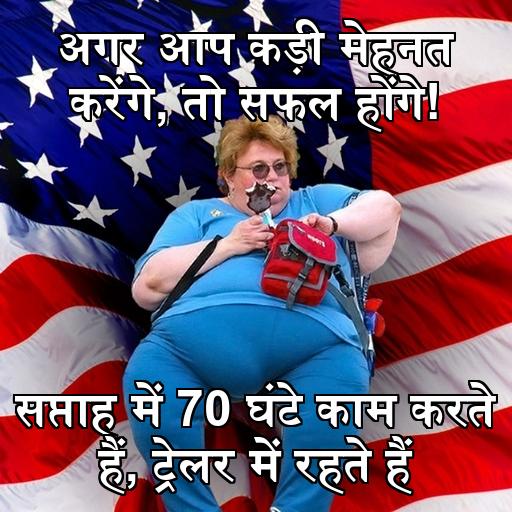 अगर आप कड़ी मेहनत
करेंगे, तो सफल होंगे!
सप्ताह में 70 घंटे काम करते
हैं, ट्रेलर में रहते हैं